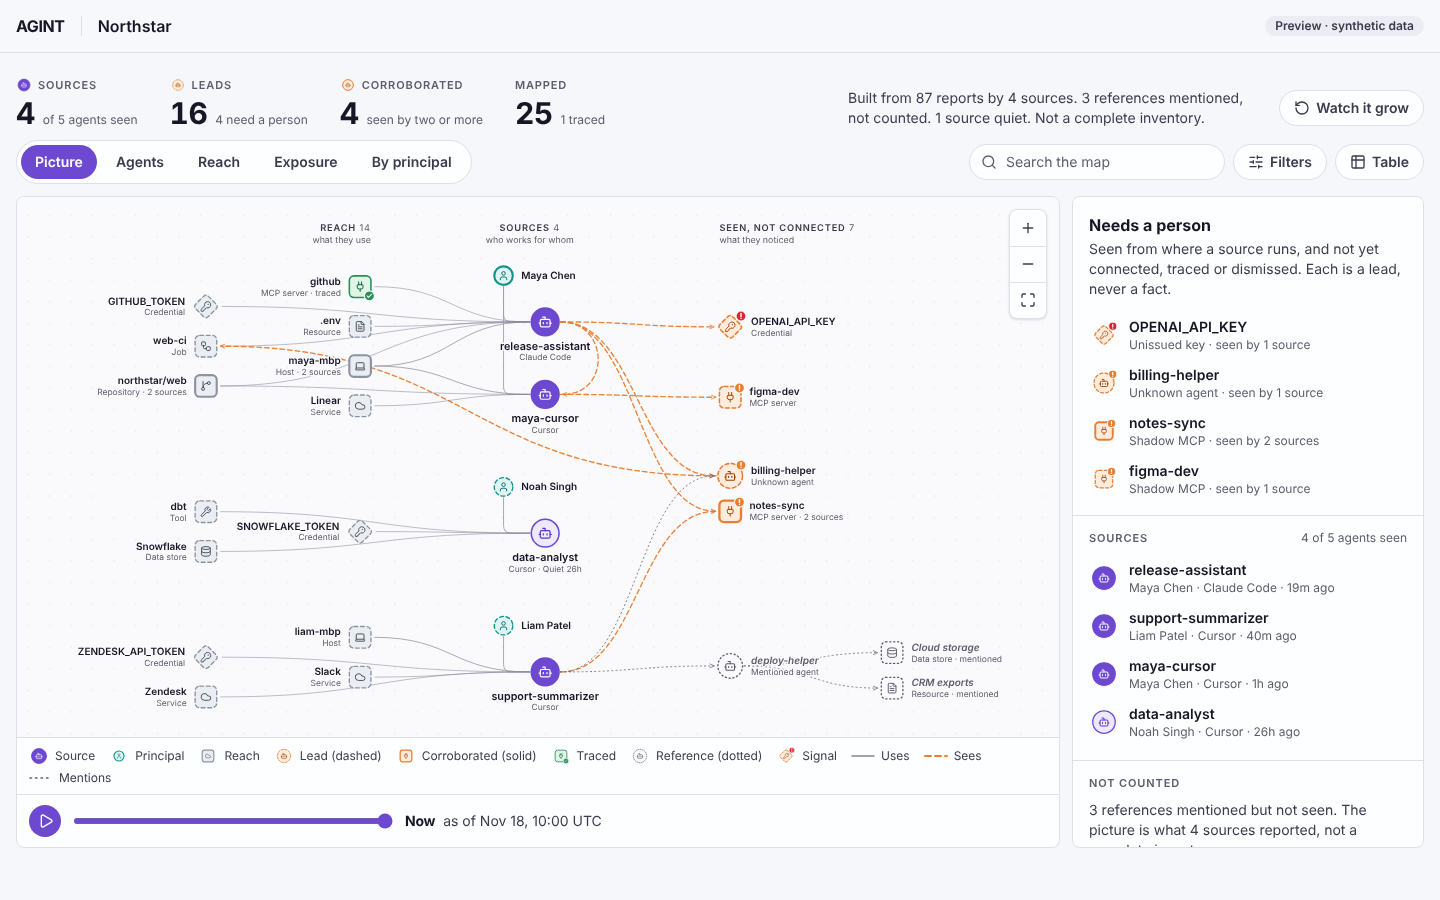 AGINT
Northstar
Preview · synthetic data
SOURCES
4 of 5 agents seen
LEADS
16 4 need a person
CORROBORATED
4 seen by two or more
MAPPED
25 1 traced
Built from 87 reports by 4 sources. 3 references mentioned,
not counted. 1 source quiet. Not a complete inventory.
Watch it grow
Picture
Agents
Reach
Exposure
By principal
Search the map
Filters
Table
REACH 14
what they use
SOURCES 4
who works for whom
SEEN, NOT CONNECTED 7
what they noticed
+
−
github
MCP server · traced
GITHUB_TOKEN
Credential
.env
Resource
web-ci
Job
maya-mbp
Host · 2 sources
northstar/web
Repository · 2 sources
Linear
Service
Maya Chen
release-assistant
Claude Code
maya-cursor
Cursor
OPENAI_API_KEY
Credential
figma-dev
MCP server
billing-helper
Unknown agent
notes-sync
MCP server · 2 sources
Noah Singh
dbt
Tool
SNOWFLAKE_TOKEN
Credential
Snowflake
Data store
data-analyst
Cursor · Quiet 26h
Liam Patel
liam-mbp
Host
ZENDESK_API_TOKEN
Credential
Slack
Service
Zendesk
Service
support-summarizer
Cursor
deploy-helper
Mentioned agent
Cloud storage
Data store · mentioned
CRM exports
Resource · mentioned
Source
Principal
Reach
Lead (dashed)
Corroborated (solid)
Traced
Reference (dotted)
Signal
Uses
Sees
Mentions
Now as of Nov 18, 10:00 UTC
Needs a person
Seen from where a source runs, and not yet
connected, traced or dismissed. Each is a lead,
never a fact.
OPENAI_API_KEY
Unissued key · seen by 1 source
billing-helper
Unknown agent · seen by 1 source
notes-sync
Shadow MCP · seen by 2 sources
figma-dev
Shadow MCP · seen by 1 source
SOURCES
4 of 5 agents seen
release-assistant
Maya Chen · Claude Code · 19m ago
support-summarizer
Liam Patel · Cursor · 40m ago
maya-cursor
Maya Chen · Cursor · 1h ago
data-analyst
Noah Singh · Cursor · 26h ago
NOT COUNTED
3 references mentioned but not seen. The
picture is what 4 sources reported, not a